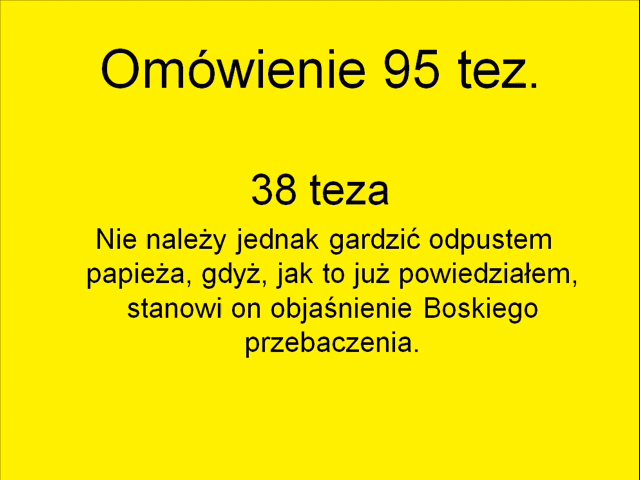 Omówienie 95 tez.
38 teza
Nie należy jednak gardzić odpustem
papieża, gdyż, jak to już powiedziałem,
stanowi on objaśnienie Boskiego
przebaczenia.